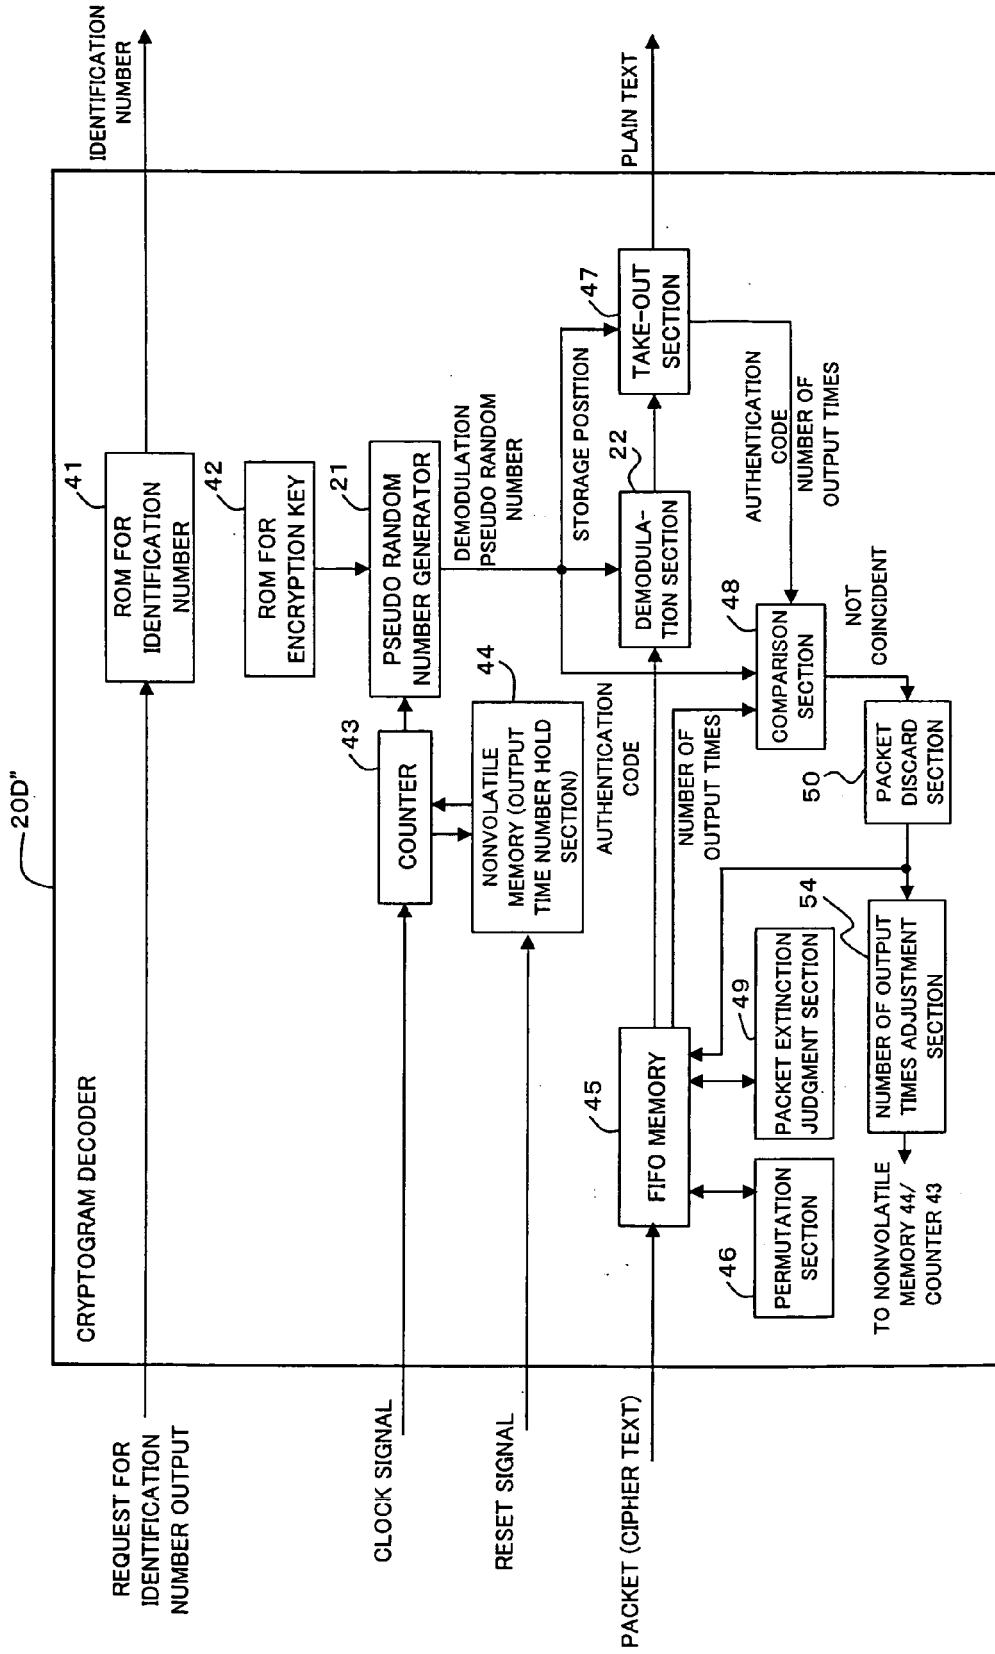 20D"
CRYPTOGRAM DECODER
REQUEST FOR
IDENTIFICATION
NUMBER OUTPUT
41
ROM FOR
IDENTIFICATION
NUMBER
IDENTIFICATION
NUMBER
42
ROM FOR
ENCRYPTION KEY
21
PSEUDO RANDOM
NUMBER GENERATOR
DEMODULATION
PSEUDO RANDOM
NUMBER
CLOCK SIGNAL
43
COUNTER
RESET SIGNAL
44
NONVOLATILE
MEMORY (OUTPUT
TIME NUMBER HOLD
SECTION)
AUTHENTICATION
CODE
STORAGE POSITION
PACKET (CIPHER TEXT)
45
FIFO MEMORY
NUMBER OF
OUTPUT TIMES
22
DEMODULA-
TION SECTION
47
TAKE-OUT
SECTION
PLAIN TEXT
AUTHENTICATION
CODE
NUMBER OF
OUTPUT TIMES
46
PERMUTATION
SECTION
49
PACKET EXTINCTION
JUDGMENT SECTION
48
COMPARISON
SECTION
NOT
COINCIDENT
50
PACKET
DISCARD
SECTION
54
NUMBER OF OUTPUT
TIMES ADJUSTMENT
SECTION
TO NONVOLATILE
MEMORY 44/
COUNTER 43